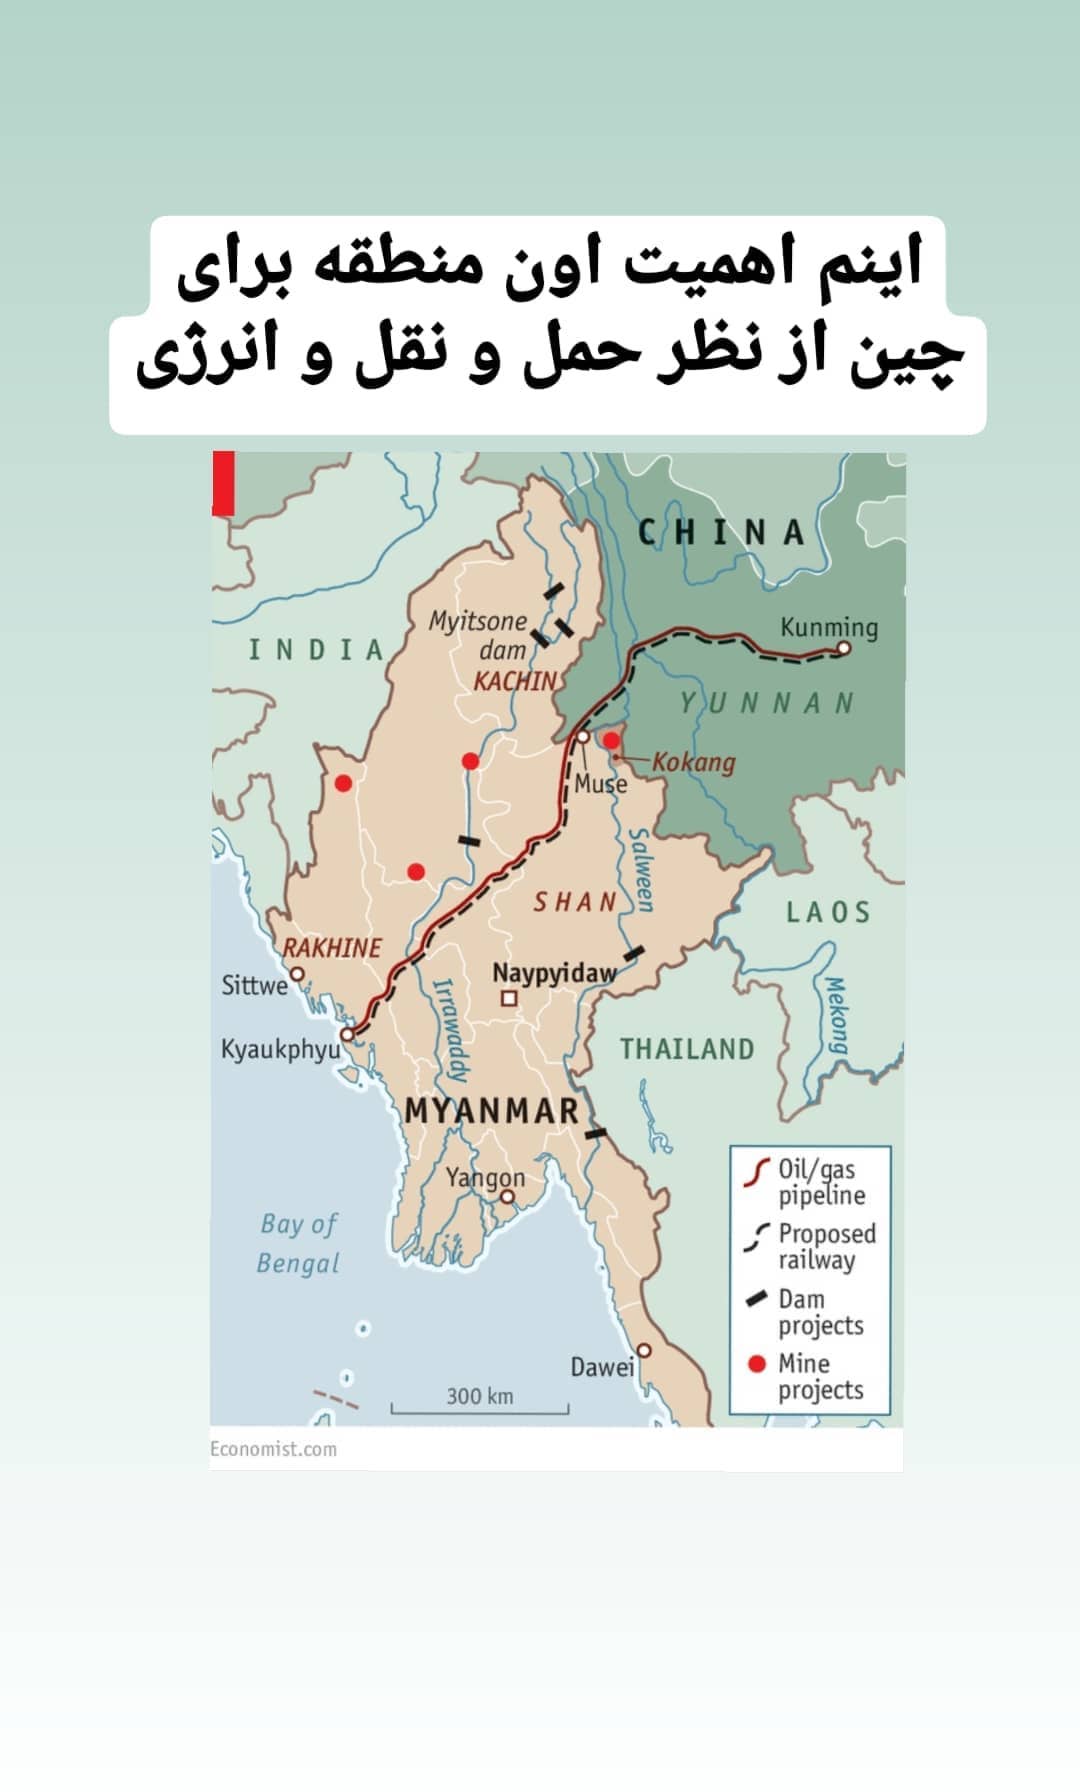 اینم اهمیت اون منطقه برای
چین از نظر حمل و نقل و انرژی
CHINA
Kunming
Myitsone
dam
INDIA
KACHIN
YUNNAN
Kokang
Muse
Salween
SHAN
LAOS
RAKHINE
Sittwe
Naypyidaw
Irrawaddy
Mekong
Kyaukphyu
THAILAND
MYANMAR
Yangon
Bay of
Bengal
Oil/gas
pipeline
Proposed
railway
Dam
projects
Mine
projects
Dawei
300 km
Economist.com